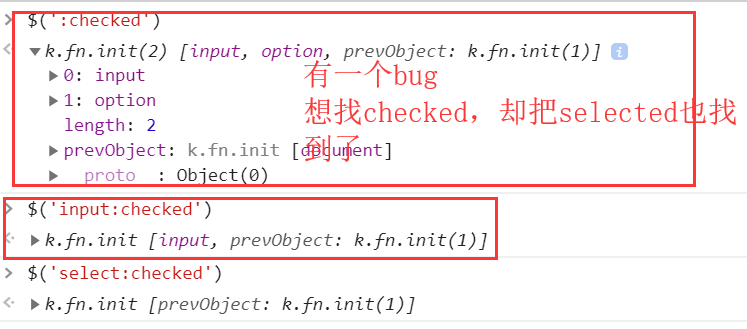 > $(':checked')
<· ▼k.fn.init(2) [input, option, prevObject: k.fn.init(1)] i
▶ 0: input
▶ 1: option
length: 2
▶ prevObject: k.fn.init [document]
▶ __proto__: Object(0)
有一个bug
想找checked，却把selected也找
到了
> $('input:checked')
<· ▶k.fn.init [input, prevObject: k.fn.init(1)]
> $('select:checked')
<· ▶k.fn.init [prevObject: k.fn.init(1)]